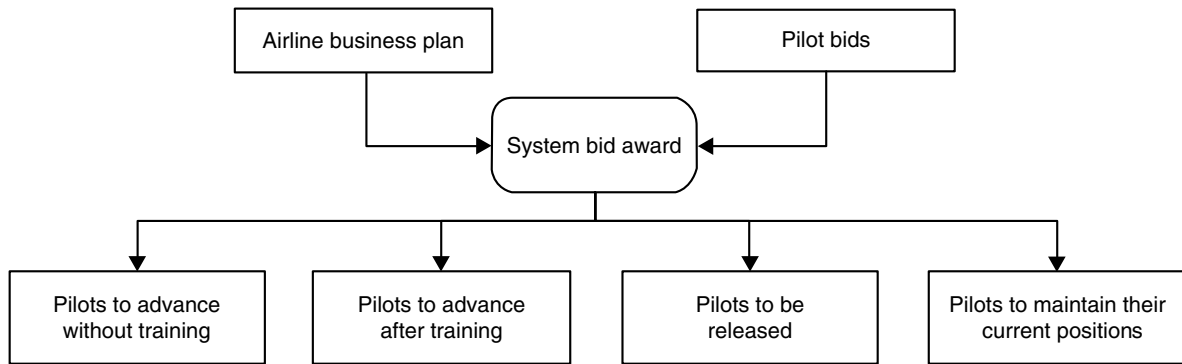 Airline business plan
Pilot bids
System bid award
Pilots to advance
without training
Pilots to advance
after training
Pilots to be
released
Pilots to maintain their
current positions